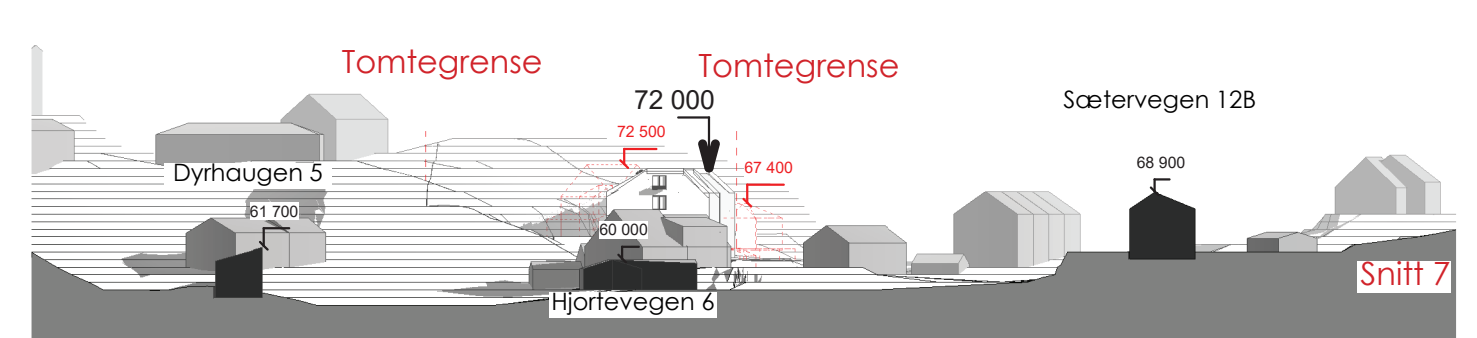 Tomtegrense
Tomtegrense
72 000
Sætervegen 12B
72 500
68 900
67 400
Dyrhaugen 5
61 700
60 000
Snitt 7
Hjortevegen 6